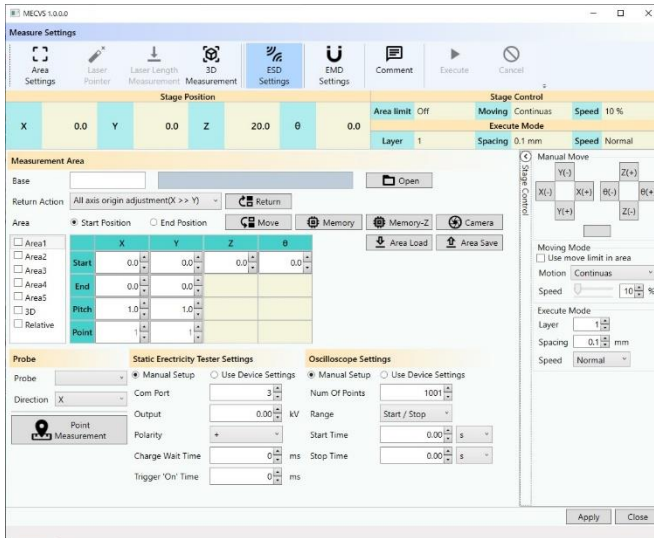 MECVS 1.0.0.0
Measure Settings
Area Settings
Laser Pointer
Laser Length Measurement
3D Measurement
ESD Settings
EMD Settings
Comment
Execute
Cancel
Stage Position
Stage Control
X 0.0 Y 0.0 Z 20.0 θ 0.0
Area limit Off Moving Continuas Speed 10 %
Execute Mode
Layer 1 Spacing 0.1 mm Speed Normal
Measurement Area
Base Open
Return Action All axis origin adjustment(X >> Y) Return
Area Start Position End Position Move Memory Memory-Z Camera
Area Load Area Save
Area1
Area2
Area3
Area4
Area5
3D
Relative
X Y Z θ
Start 0.0 0.0 0.0 0.0
End 0.0 0.0
Pitch 1.0 1.0
Point 1 1
Probe
Probe
Direction X
Point Measurement
Static Erectricity Tester Settings
Manual Setup Use Device Settings
Com Port 3
Output 0.00 kV
Polarity +
Charge Wait Time 0 ms
Trigger 'On' Time 0 ms
Oscilloscope Settings
Manual Setup Use Device Settings
Num Of Points 1001
Range Start / Stop
Start Time 0.00 s
Stop Time 0.00 s
Stage Control
Manual Move
Y(-) Z(+)
X(-) X(+) θ(-) θ(+
Y(+) Z(-)
Moving Mode
Use move limit in area
Motion Continuas
Speed 10 %
Execute Mode
Layer 1
Spacing 0.1 mm
Speed Normal
Apply Close